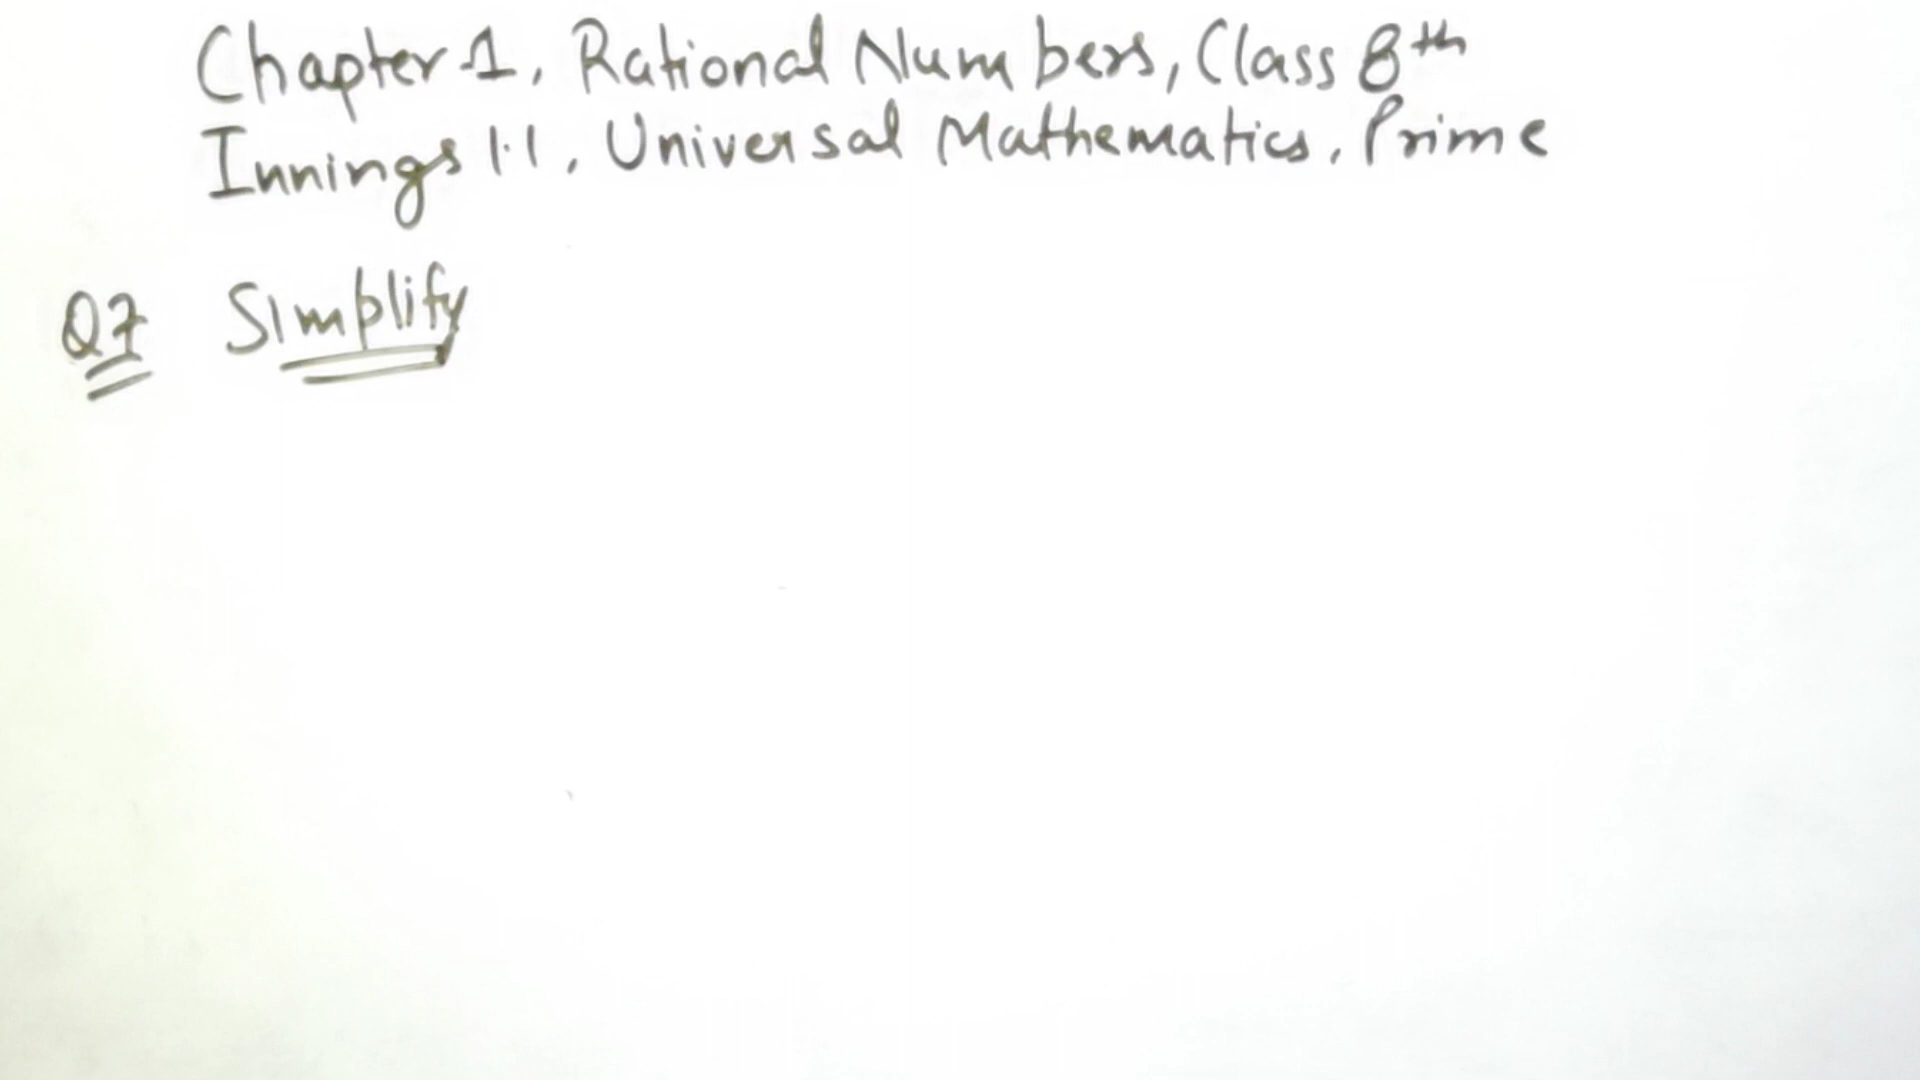 Chapter 1, Rational Numbers, Class 8th
Innings 1.1, Universal Mathematics, Prime
Q7 Simplify